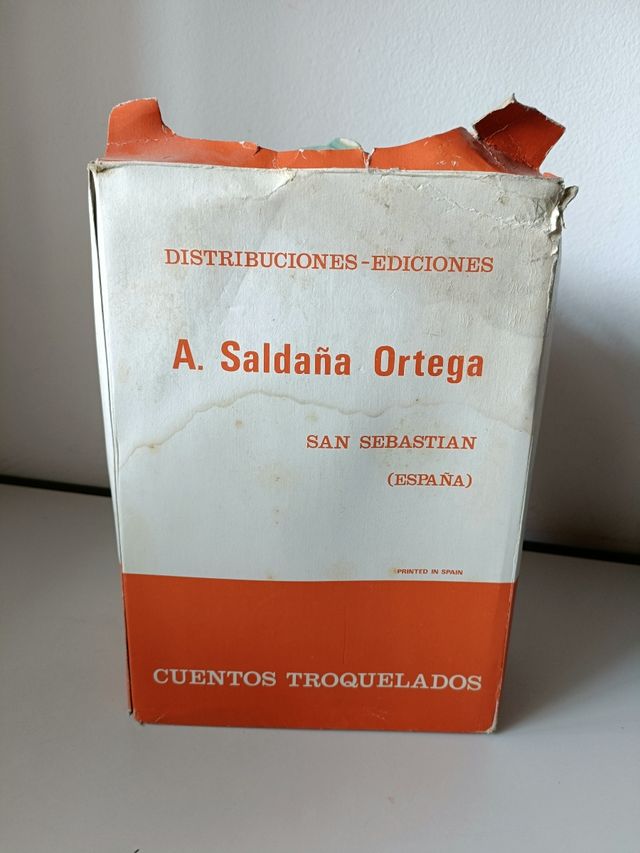 DISTRIBUCIONES-EDICIONES
A. Saldaña Ortega
SAN SEBASTIAN
(ESPAÑA)
PRINTED IN SPAIN
CUENTOS TROQUELADOS